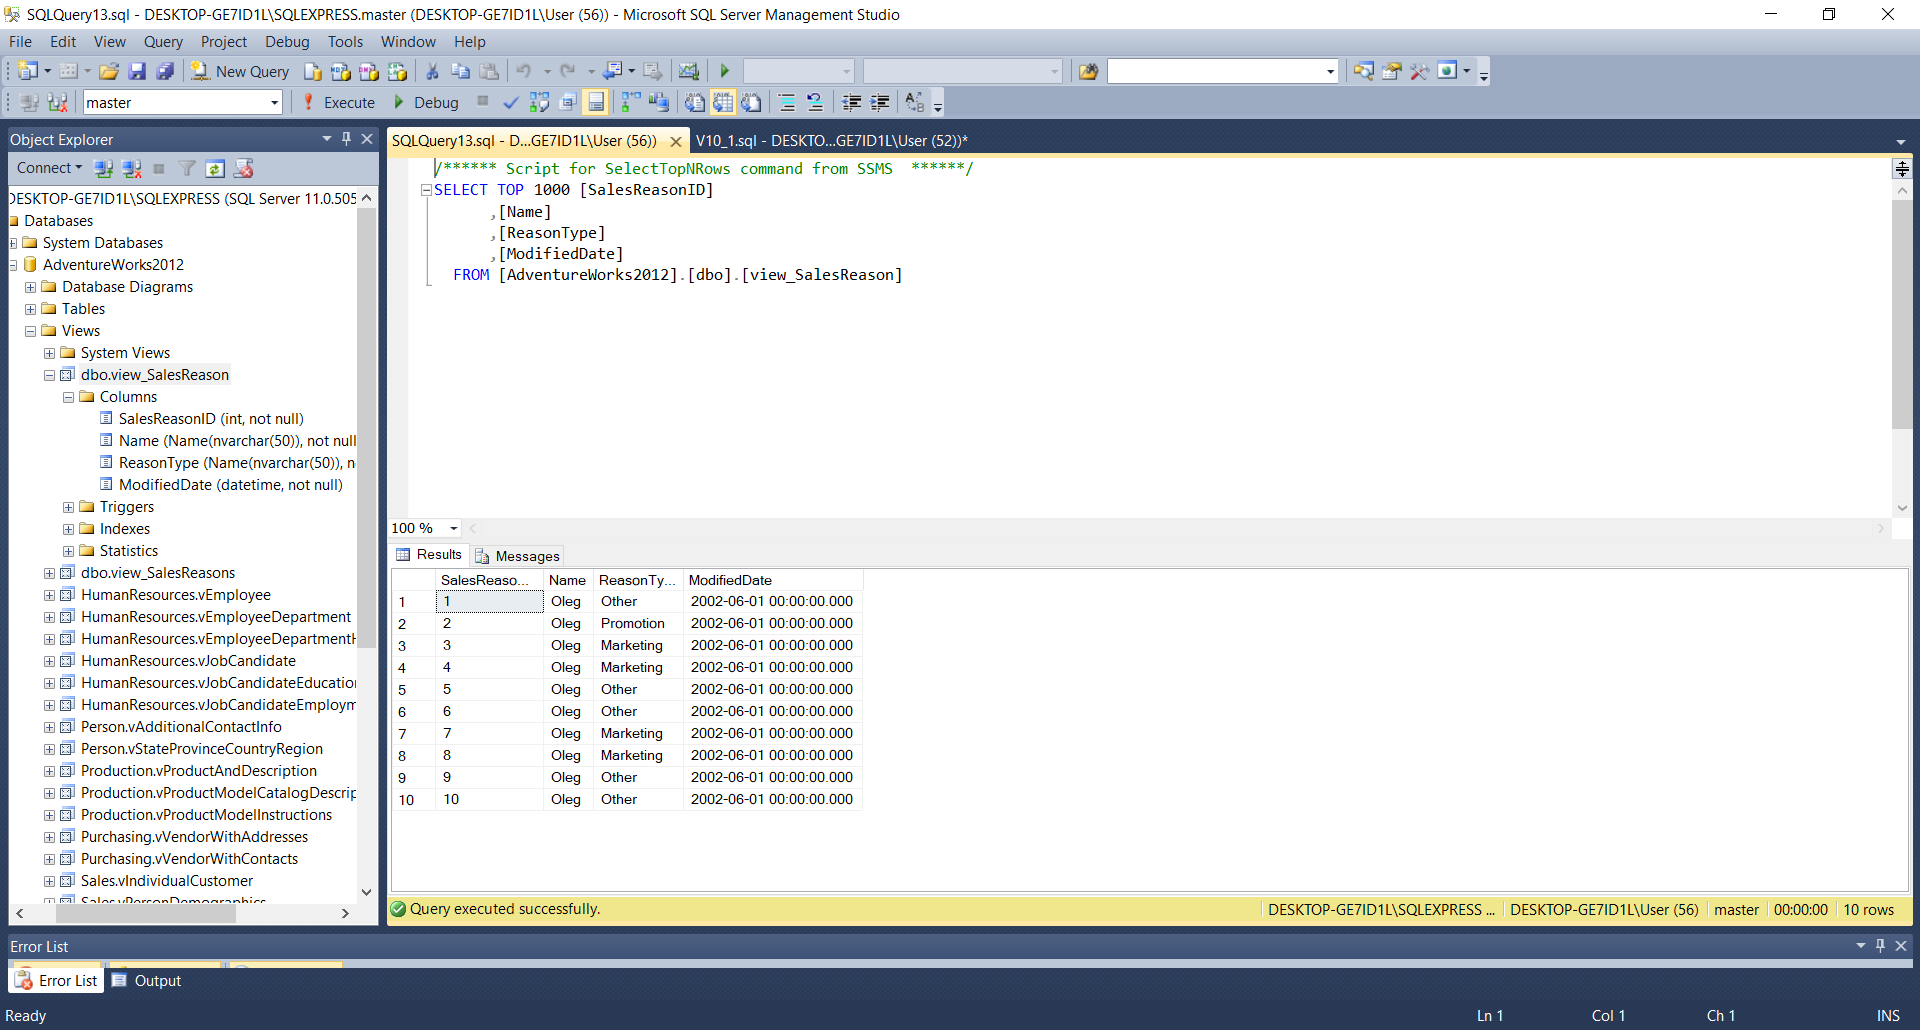 SQLQuery13.sql - DESKTOP-GE7ID1L\SQLEXPRESS.master (DESKTOP-GE7ID1L\User (56)) - Microsoft SQL Server Management Studio
File Edit View Query Project Debug Tools Window Help
New Query
master Execute Debug
Object Explorer
Connect
DESKTOP-GE7ID1L\SQLEXPRESS (SQL Server 11.0.505
Databases
System Databases
AdventureWorks2012
Database Diagrams
Tables
Views
System Views
dbo.view_SalesReason
Columns
SalesReasonID (int, not null)
Name (Name(nvarchar(50)), not null
ReasonType (Name(nvarchar(50)), n
ModifiedDate (datetime, not null)
Triggers
Indexes
Statistics
dbo.view_SalesReasons
HumanResources.vEmployee
HumanResources.vEmployeeDepartment
HumanResources.vEmployeeDepartmentH
HumanResources.vJobCandidate
HumanResources.vJobCandidateEducation
HumanResources.vJobCandidateEmploym
Person.vAdditionalContactInfo
Person.vStateProvinceCountryRegion
Production.vProductAndDescription
Production.vProductModelCatalogDescrip
Production.vProductModelInstructions
Purchasing.vVendorWithAddresses
Purchasing.vVendorWithContacts
Sales.vIndividualCustomer
Sales.vPersonDemographics
SQLQuery13.sql - D...GE7ID1L\User (56)) V10_1.sql - DESKTO...GE7ID1L\User (52))*
/****** Script for SelectTopNRows command from SSMS  ******/
SELECT TOP 1000 [SalesReasonID]
,[Name]
,[ReasonType]
,[ModifiedDate]
FROM [AdventureWorks2012].[dbo].[view_SalesReason]
100 %
Results Messages
SalesReaso... Name ReasonTy... ModifiedDate
1 1 Oleg Other 2002-06-01 00:00:00.000
2 2 Oleg Promotion 2002-06-01 00:00:00.000
3 3 Oleg Marketing 2002-06-01 00:00:00.000
4 4 Oleg Marketing 2002-06-01 00:00:00.000
5 5 Oleg Other 2002-06-01 00:00:00.000
6 6 Oleg Other 2002-06-01 00:00:00.000
7 7 Oleg Marketing 2002-06-01 00:00:00.000
8 8 Oleg Marketing 2002-06-01 00:00:00.000
9 9 Oleg Other 2002-06-01 00:00:00.000
10 10 Oleg Other 2002-06-01 00:00:00.000
Query executed successfully. DESKTOP-GE7ID1L\SQLEXPRESS ... DESKTOP-GE7ID1L\User (56) master 00:00:00 10 rows
Error List
Error List Output
Ready Ln 1 Col 1 Ch 1 INS